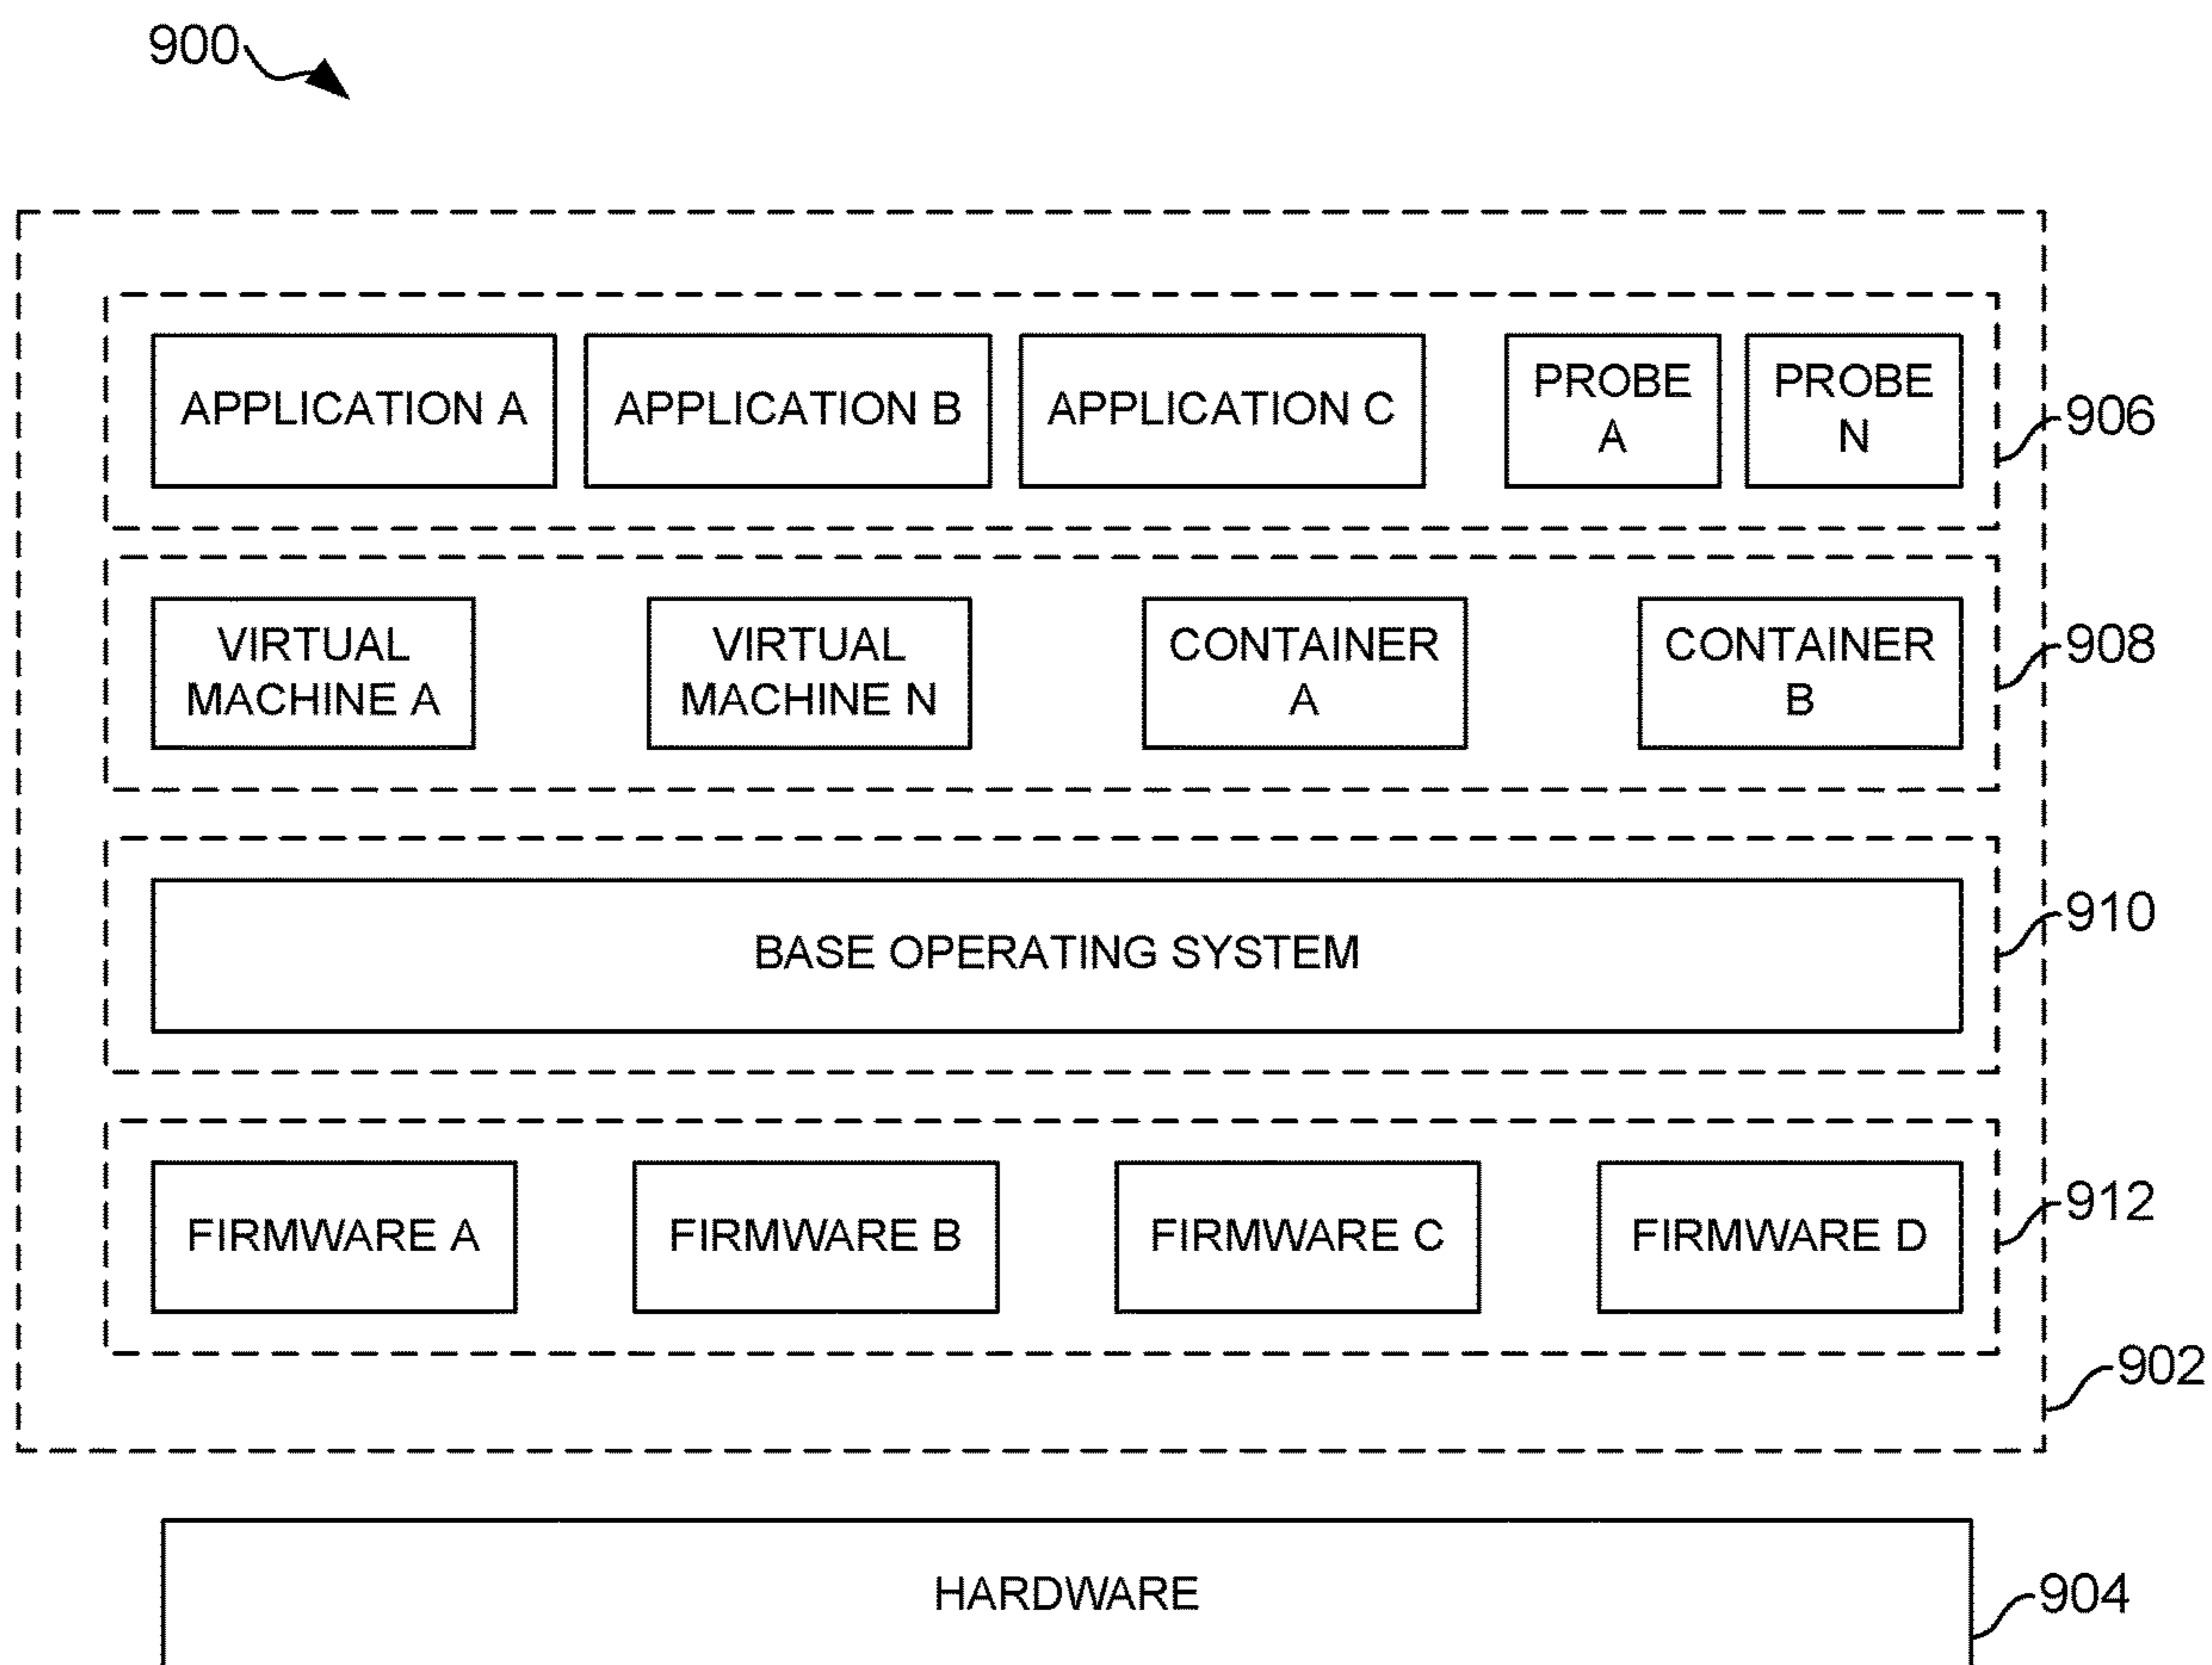 900
APPLICATION A
APPLICATION B
APPLICATION C
PROBE
A
PROBE
N
906
VIRTUAL
MACHINE A
VIRTUAL
MACHINE N
CONTAINER
A
CONTAINER
B
908
BASE OPERATING SYSTEM
910
FIRMWARE A
FIRMWARE B
FIRMWARE C
FIRMWARE D
912
902
HARDWARE
904